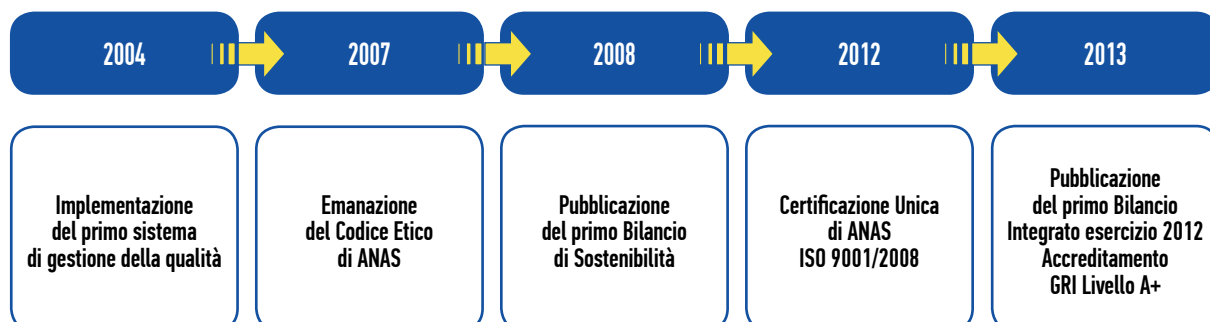 2004
2007
2008
2012
2013
Implementazione
del primo sistema
di gestione della qualità
Emanazione
del Codice Etico
di ANAS
Pubblicazione
del primo Bilancio
di Sostenibilità
Certificazione Unica
di ANAS
ISO 9001/2008
Pubblicazione
del primo Bilancio
Integrato esercizio 2012
Accreditamento
GRI Livello A+